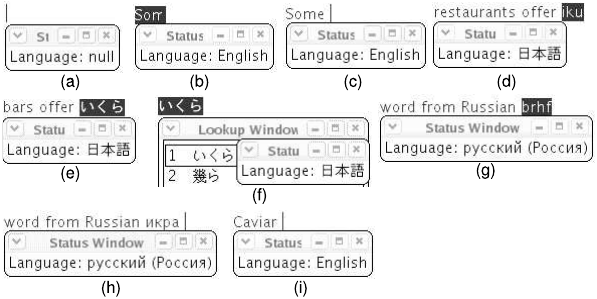 St
Language: null
(a)
Som
Status
Language: English
(b)
Some
Status
Language: English
(c)
restaurants offer iku
Statu
Language: 日本語
(d)
bars offer いくら
Statu
Language: 日本語
(e)
いくら
Lookup Window
1 いくら
2 幾ら
Statu
Language: 日本語
(f)
word from Russian brhf
Status Window
Language: русский (Россия)
(g)
word from Russian икра
Status Window
Language: русский (Россия)
(h)
Caviar
Status
Language: English
(i)